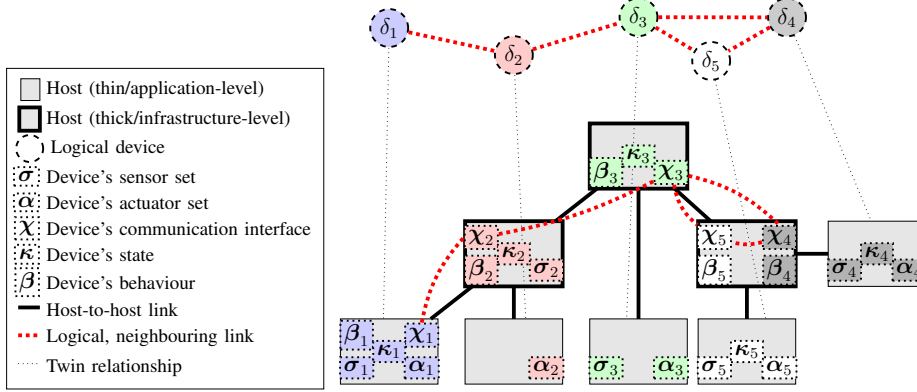 δ1
δ2
δ3
δ4
δ5
Host (thin/application-level)
Host (thick/infrastructure-level)
Logical device
σ Device's sensor set
α Device's actuator set
χ Device's communication interface
κ Device's state
β Device's behaviour
Host-to-host link
Logical, neighbouring link
Twin relationship
κ3
β3 χ3
χ2
κ2
β2 σ2
χ5 χ4
β5 β4
κ4
σ4 α4
β1 χ1
κ1
σ1 α1
α2
σ3 α3
κ5
σ5 α5